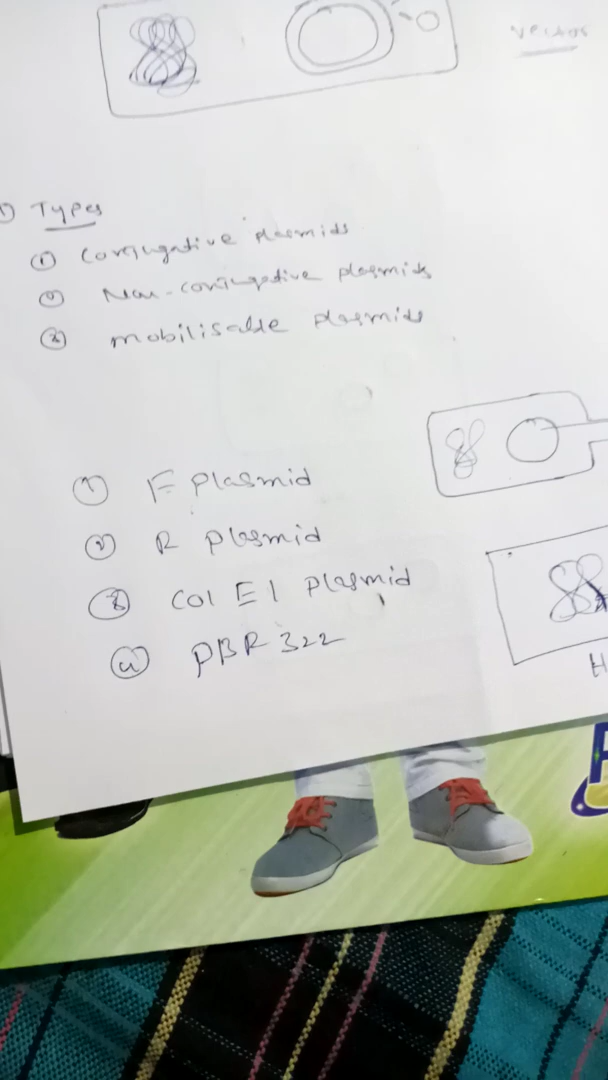 vector
① Types
① Conjugative plasmids
② Non-conjugative plasmids
③ mobilisable plasmids
① F plasmid
② R plasmid
③ Col E1 plasmid
④ PBR 322
H